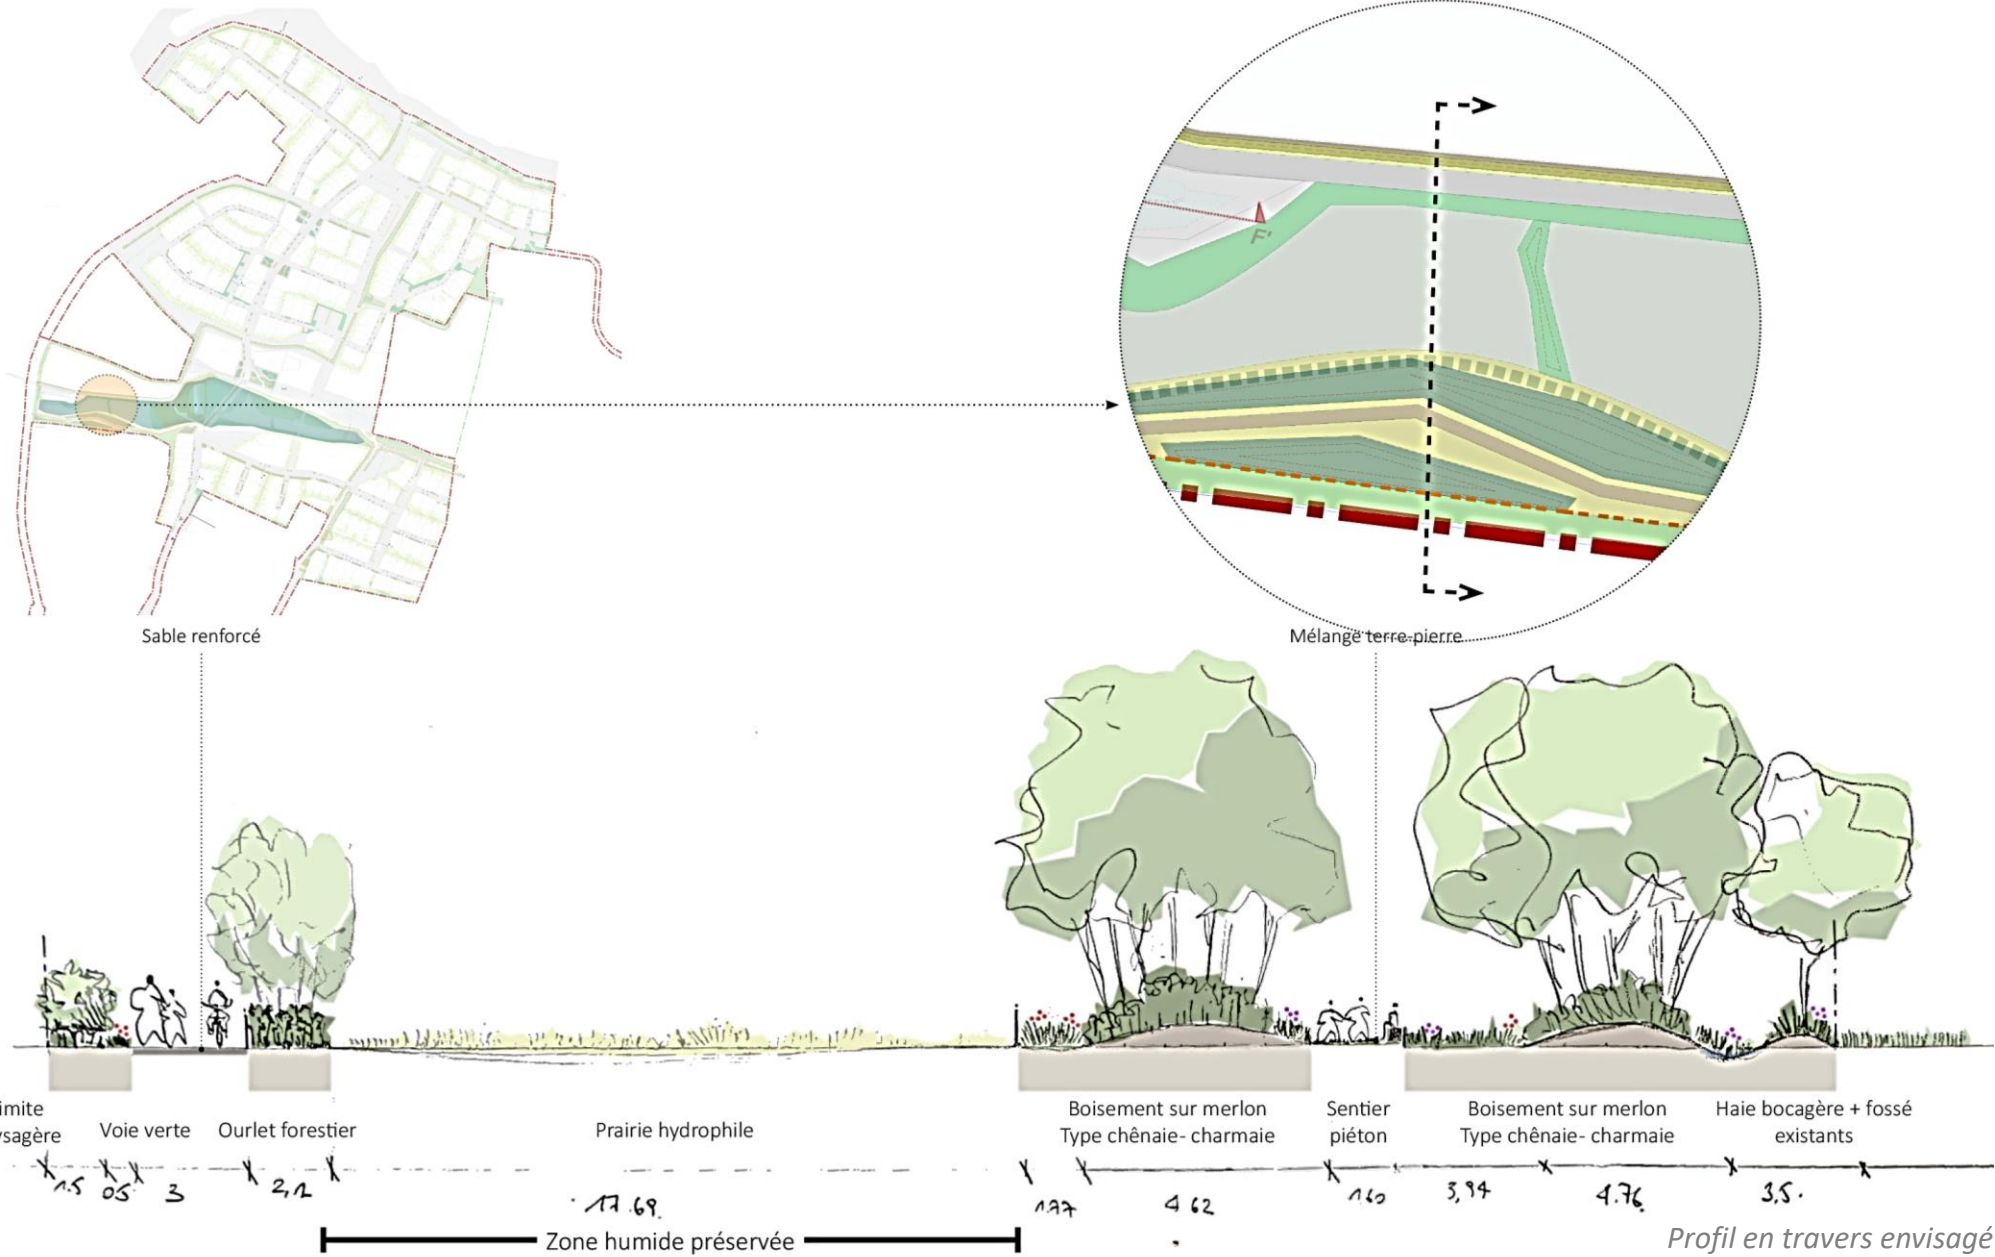 F'
Sable renforcé
Mélange terre-pierre
imite
Voie verte
Ourlet forestier
Prairie hydrophile
Boisement sur merlon
Type chênaie- charmaie
Sentier
piéton
Boisement sur merlon
Type chênaie- charmaie
Haie bocagère + fossé
existants
ysagère
1.5 05 3 2,1 17.69 1.77 4 62 1.60 3,94 4.76 3,5.
Zone humide préservée
Profil en travers envisagé